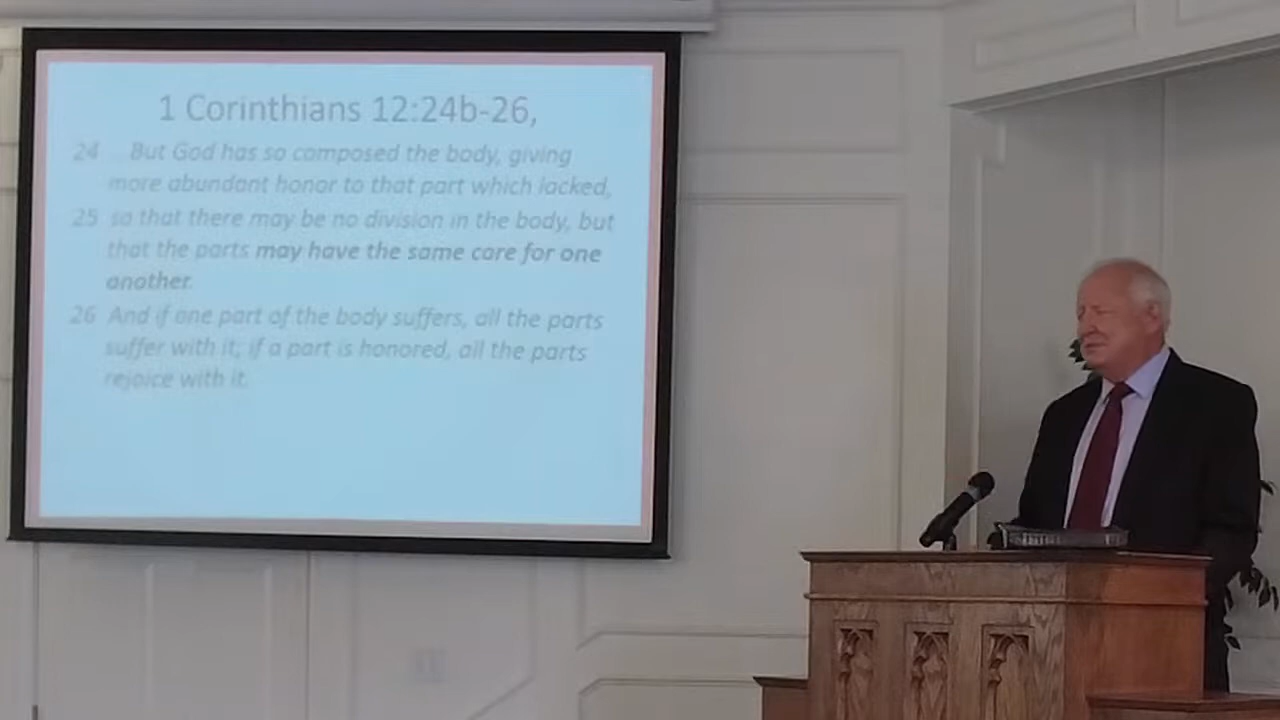 1 Corinthians 12:24b-26,
24 ...But God has so composed the body, giving
more abundant honor to that part which lacked,
25 so that there may be no division in the body, but
that the parts may have the same care for one
another.
26 And if one part of the body suffers, all the parts
suffer with it; if a part is honored, all the parts
rejoice with it.